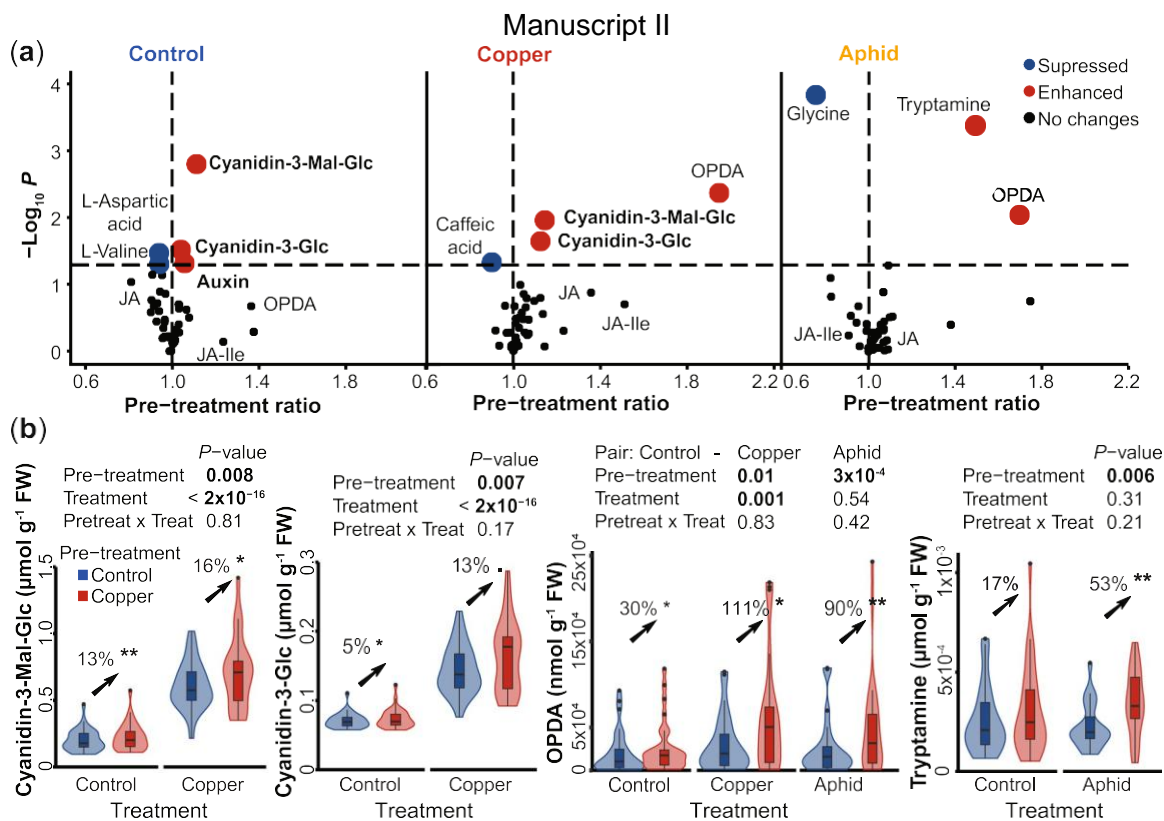 Manuscript II
(a)
Control
Copper
Aphid
Supressed
Enhanced
No changes
−Log10 P
4
3
2
1
0
Cyanidin-3-Mal-Glc
L-Aspartic
acid
L-Valine
Cyanidin-3-Glc
Auxin
JA
OPDA
JA-Ile
OPDA
Cyanidin-3-Mal-Glc
Caffeic
acid
Cyanidin-3-Glc
JA
JA-Ile
Glycine
Tryptamine
OPDA
JA-Ile
JA
0.6 1.0 1.4 1.8 0.6 1.0 1.4 1.8 2.2 0.6 1.0 1.4 1.8 2.2
Pre−treatment ratio Pre−treatment ratio Pre−treatment ratio
(b)
P−value
Pre−treatment 0.008
Treatment < 2x10⁻¹⁶
Pretreat x Treat 0.81
Pre−treatment
Control
Copper
Cyanidin-3-Mal-Glc (µmol g⁻¹ FW)
1.5
1.0
0.5
0
13% **
16% *
Control Copper
Treatment
P−value
Pre−treatment 0.007
Treatment < 2x10⁻¹⁶
Pretreat x Treat 0.17
Cyanidin-3-Glc (µmol g⁻¹ FW)
0.3
0.2
0.1
0
5% *
13% .
Control Copper
Treatment
Pair: Control - Copper Aphid
Pre−treatment 0.01 3x10⁻⁴
Treatment 0.001 0.54
Pretreat x Treat 0.83 0.42
OPDA (nmol g⁻¹ FW)
25x10⁴
15x10⁴
5x10⁴
0
30% *
111% *
90% **
Control Copper Aphid
Treatment
P−value
Pre−treatment 0.006
Treatment 0.31
Pretreat x Treat 0.21
Tryptamine (µmol g⁻¹ FW)
1x10⁻³
5x10⁻⁴
0
17%
53% **
Control Aphid
Treatment